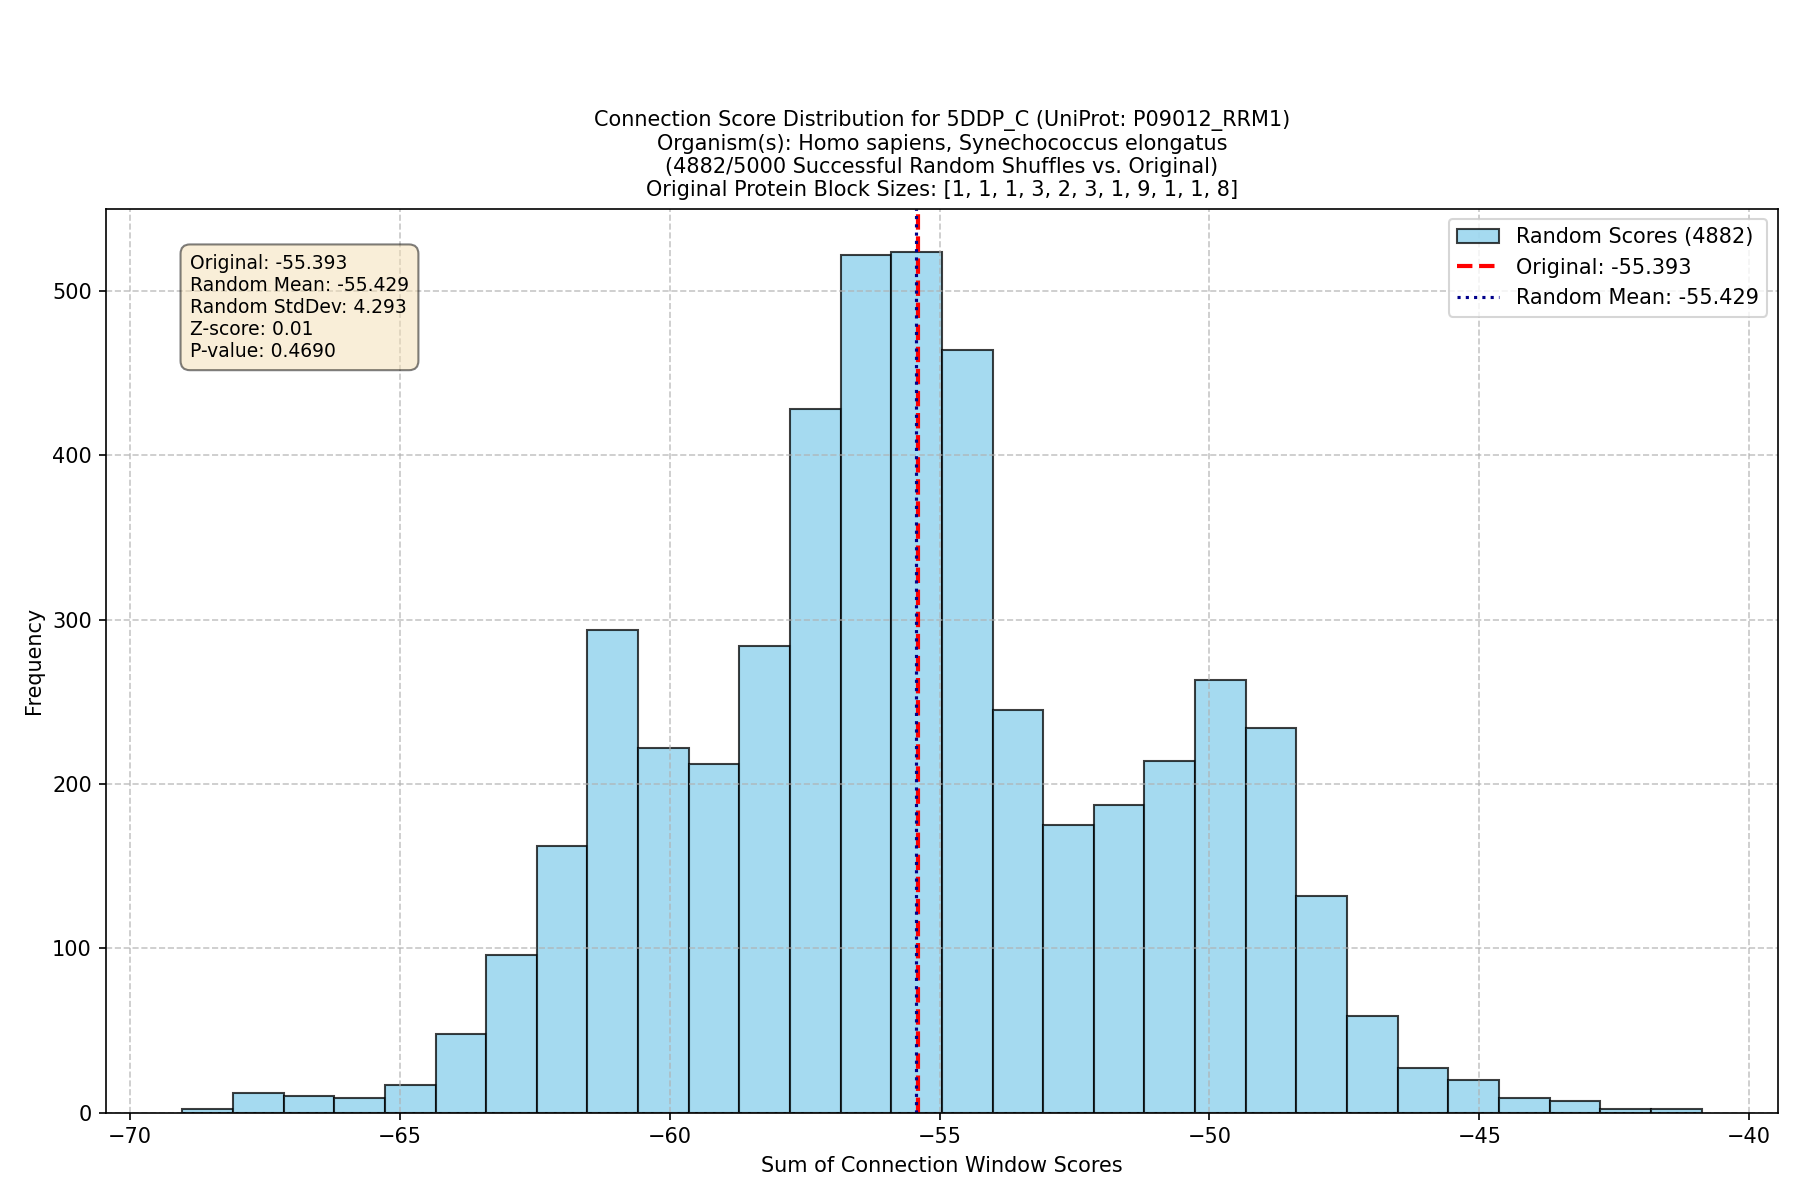 Connection Score Distribution for 5DDP_C (UniProt: P09012_RRM1)
Organism(s): Homo sapiens, Synechococcus elongatus
(4882/5000 Successful Random Shuffles vs. Original)
Original Protein Block Sizes: [1, 1, 1, 3, 2, 3, 1, 9, 1, 1, 8]
Original: -55.393
Random Mean: -55.429
Random StdDev: 4.293
Z-score: 0.01
P-value: 0.4690
Random Scores (4882)
Original: -55.393
Random Mean: -55.429
Frequency
500
400
300
200
100
0
−70
−65
−60
−55
−50
−45
−40
Sum of Connection Window Scores